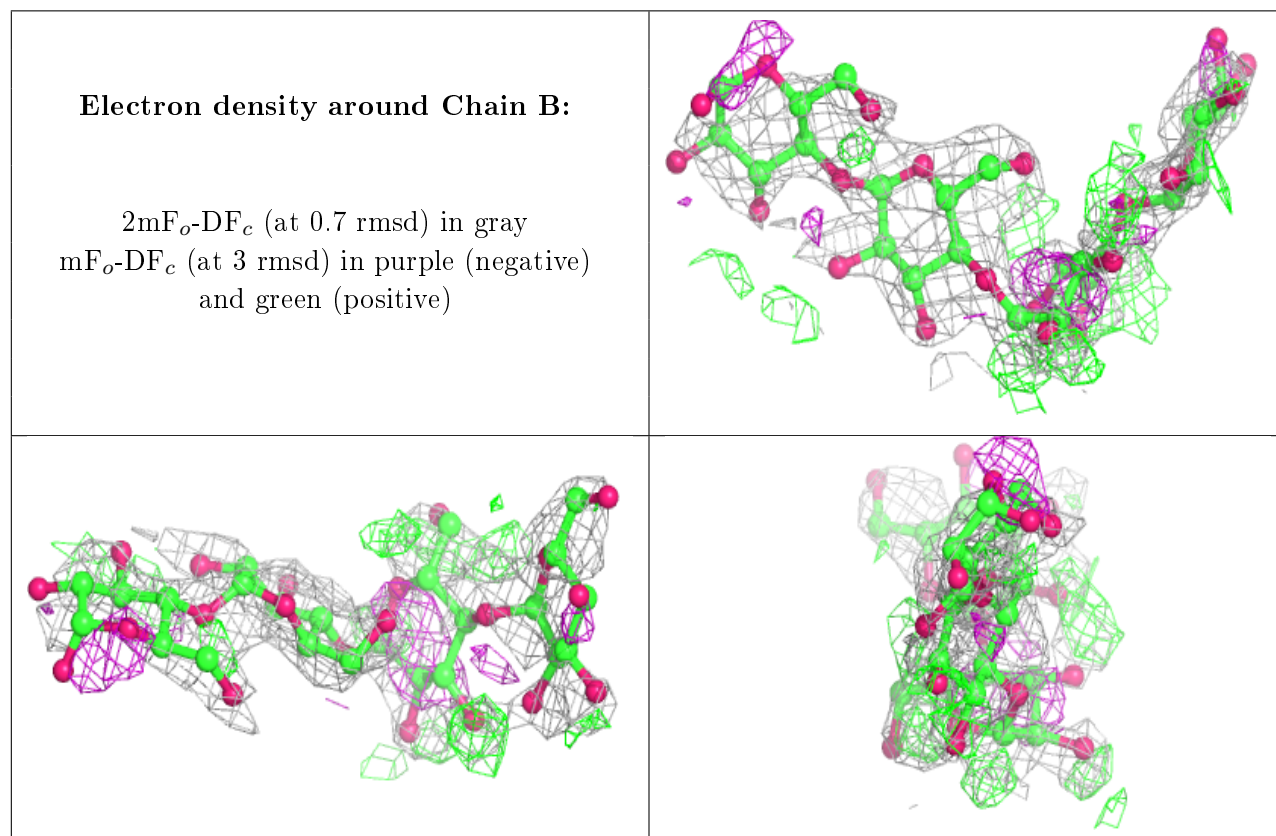 Electron density around Chain B:
2mFo-DFc (at 0.7 rmsd) in gray
mFo-DFc (at 3 rmsd) in purple (negative)
and green (positive)